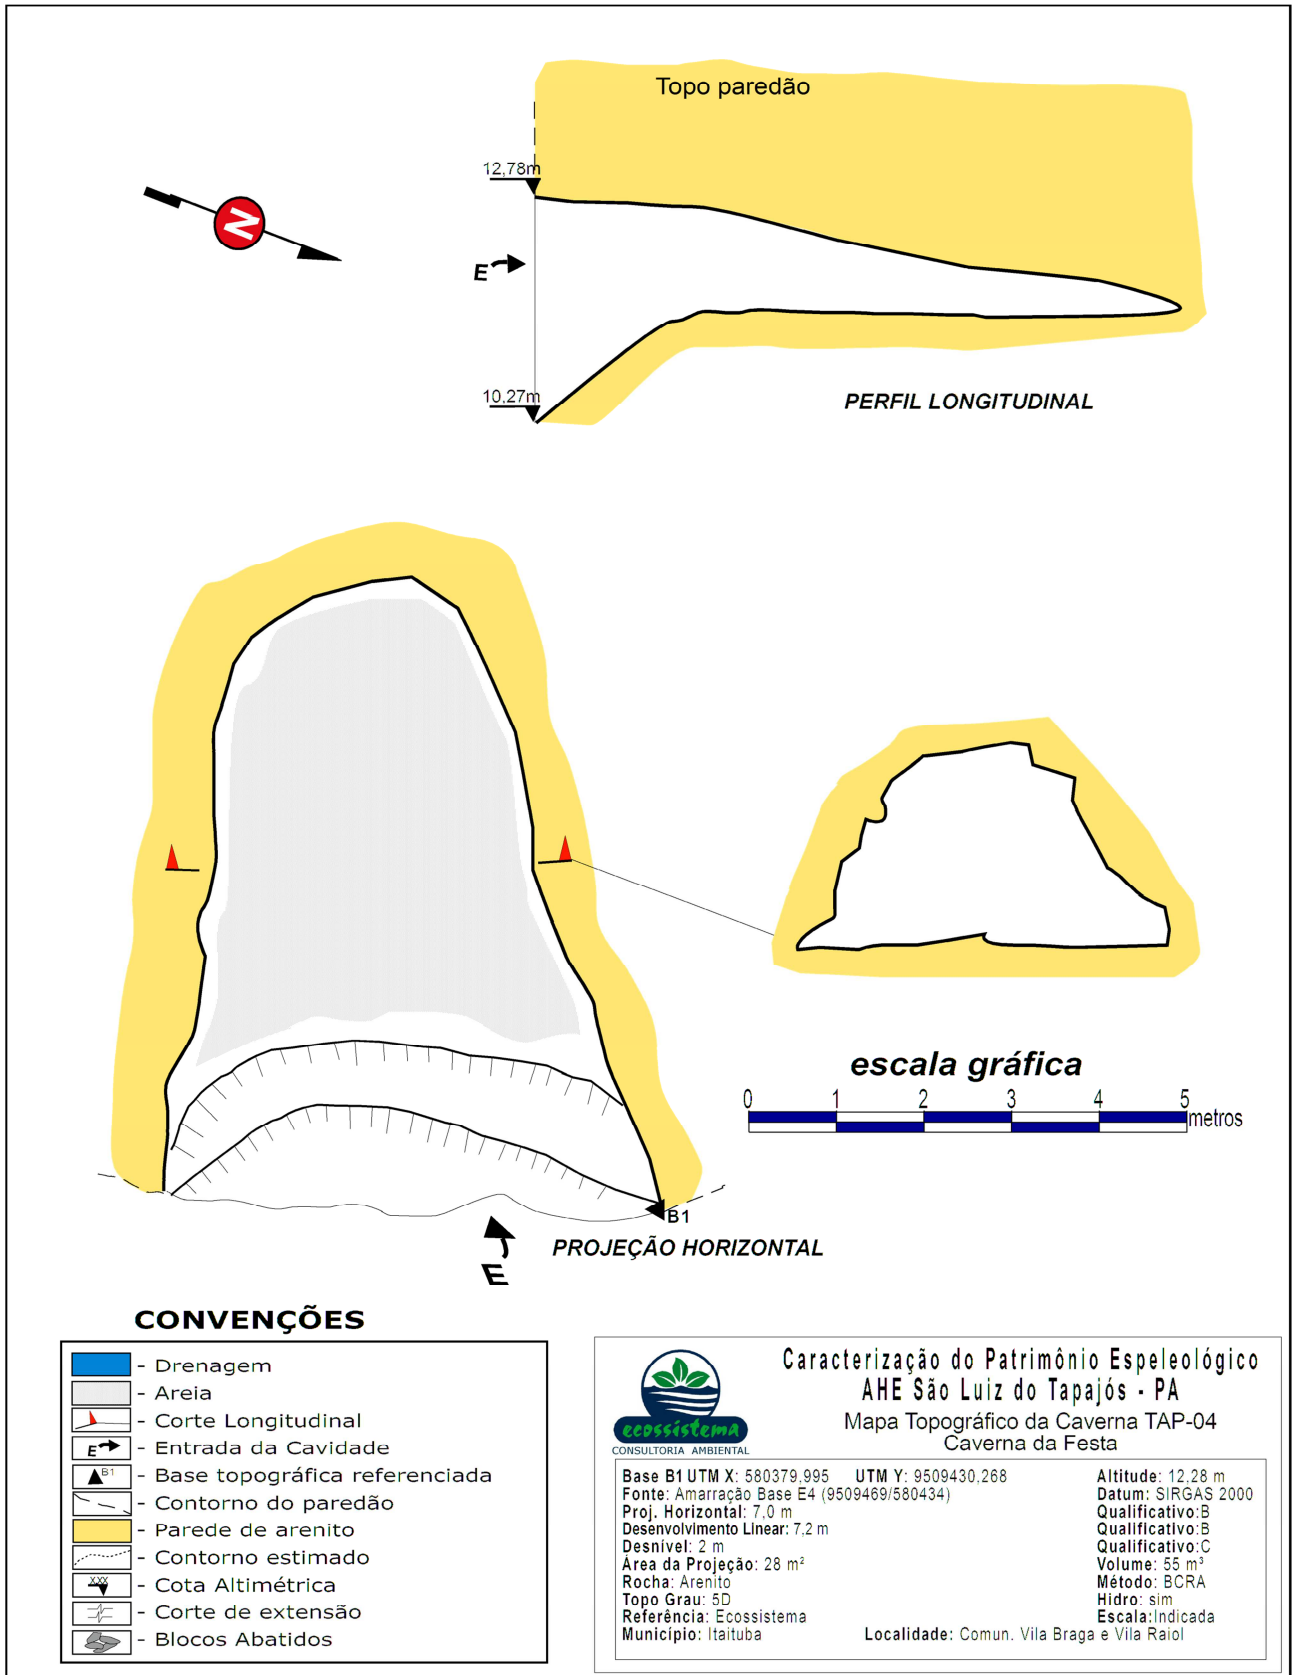 Topo paredão
12,78m
N
E
10,27m
PERFIL LONGITUDINAL
escala gráfica
0 1 2 3 4 5
metros
B1
PROJEÇÃO HORIZONTAL
E
CONVENÇÕES
- Drenagem
- Areia
- Corte Longitudinal
E - Entrada da Cavidade
B1 - Base topográfica referenciada
- Contorno do paredão
- Parede de arenito
- Contorno estimado
X,XX - Cota Altimétrica
- Corte de extensão
- Blocos Abatidos
ecossistema
CONSULTORIA AMBIENTAL
Caracterização do Patrimônio Espeleológico
AHE São Luiz do Tapajós - PA
Mapa Topográfico da Caverna TAP-04
Caverna da Festa
Base B1 UTM X: 580379,995 UTM Y: 9509430,268 Altitude: 12,28 m
Fonte: Amarração Base E4 (9509469/580434) Datum: SIRGAS 2000
Proj. Horizontal: 7,0 m Qualificativo:B
Desenvolvimento Linear: 7,2 m Qualificativo:B
Desnível: 2 m Qualificativo:C
Área da Projeção: 28 m² Volume: 55 m³
Rocha: Arenito Método: BCRA
Topo Grau: 5D Hidro: sim
Referência: Ecossistema Escala:Indicada
Município: Itaituba Localidade: Comun. Vila Braga e Vila Raiol